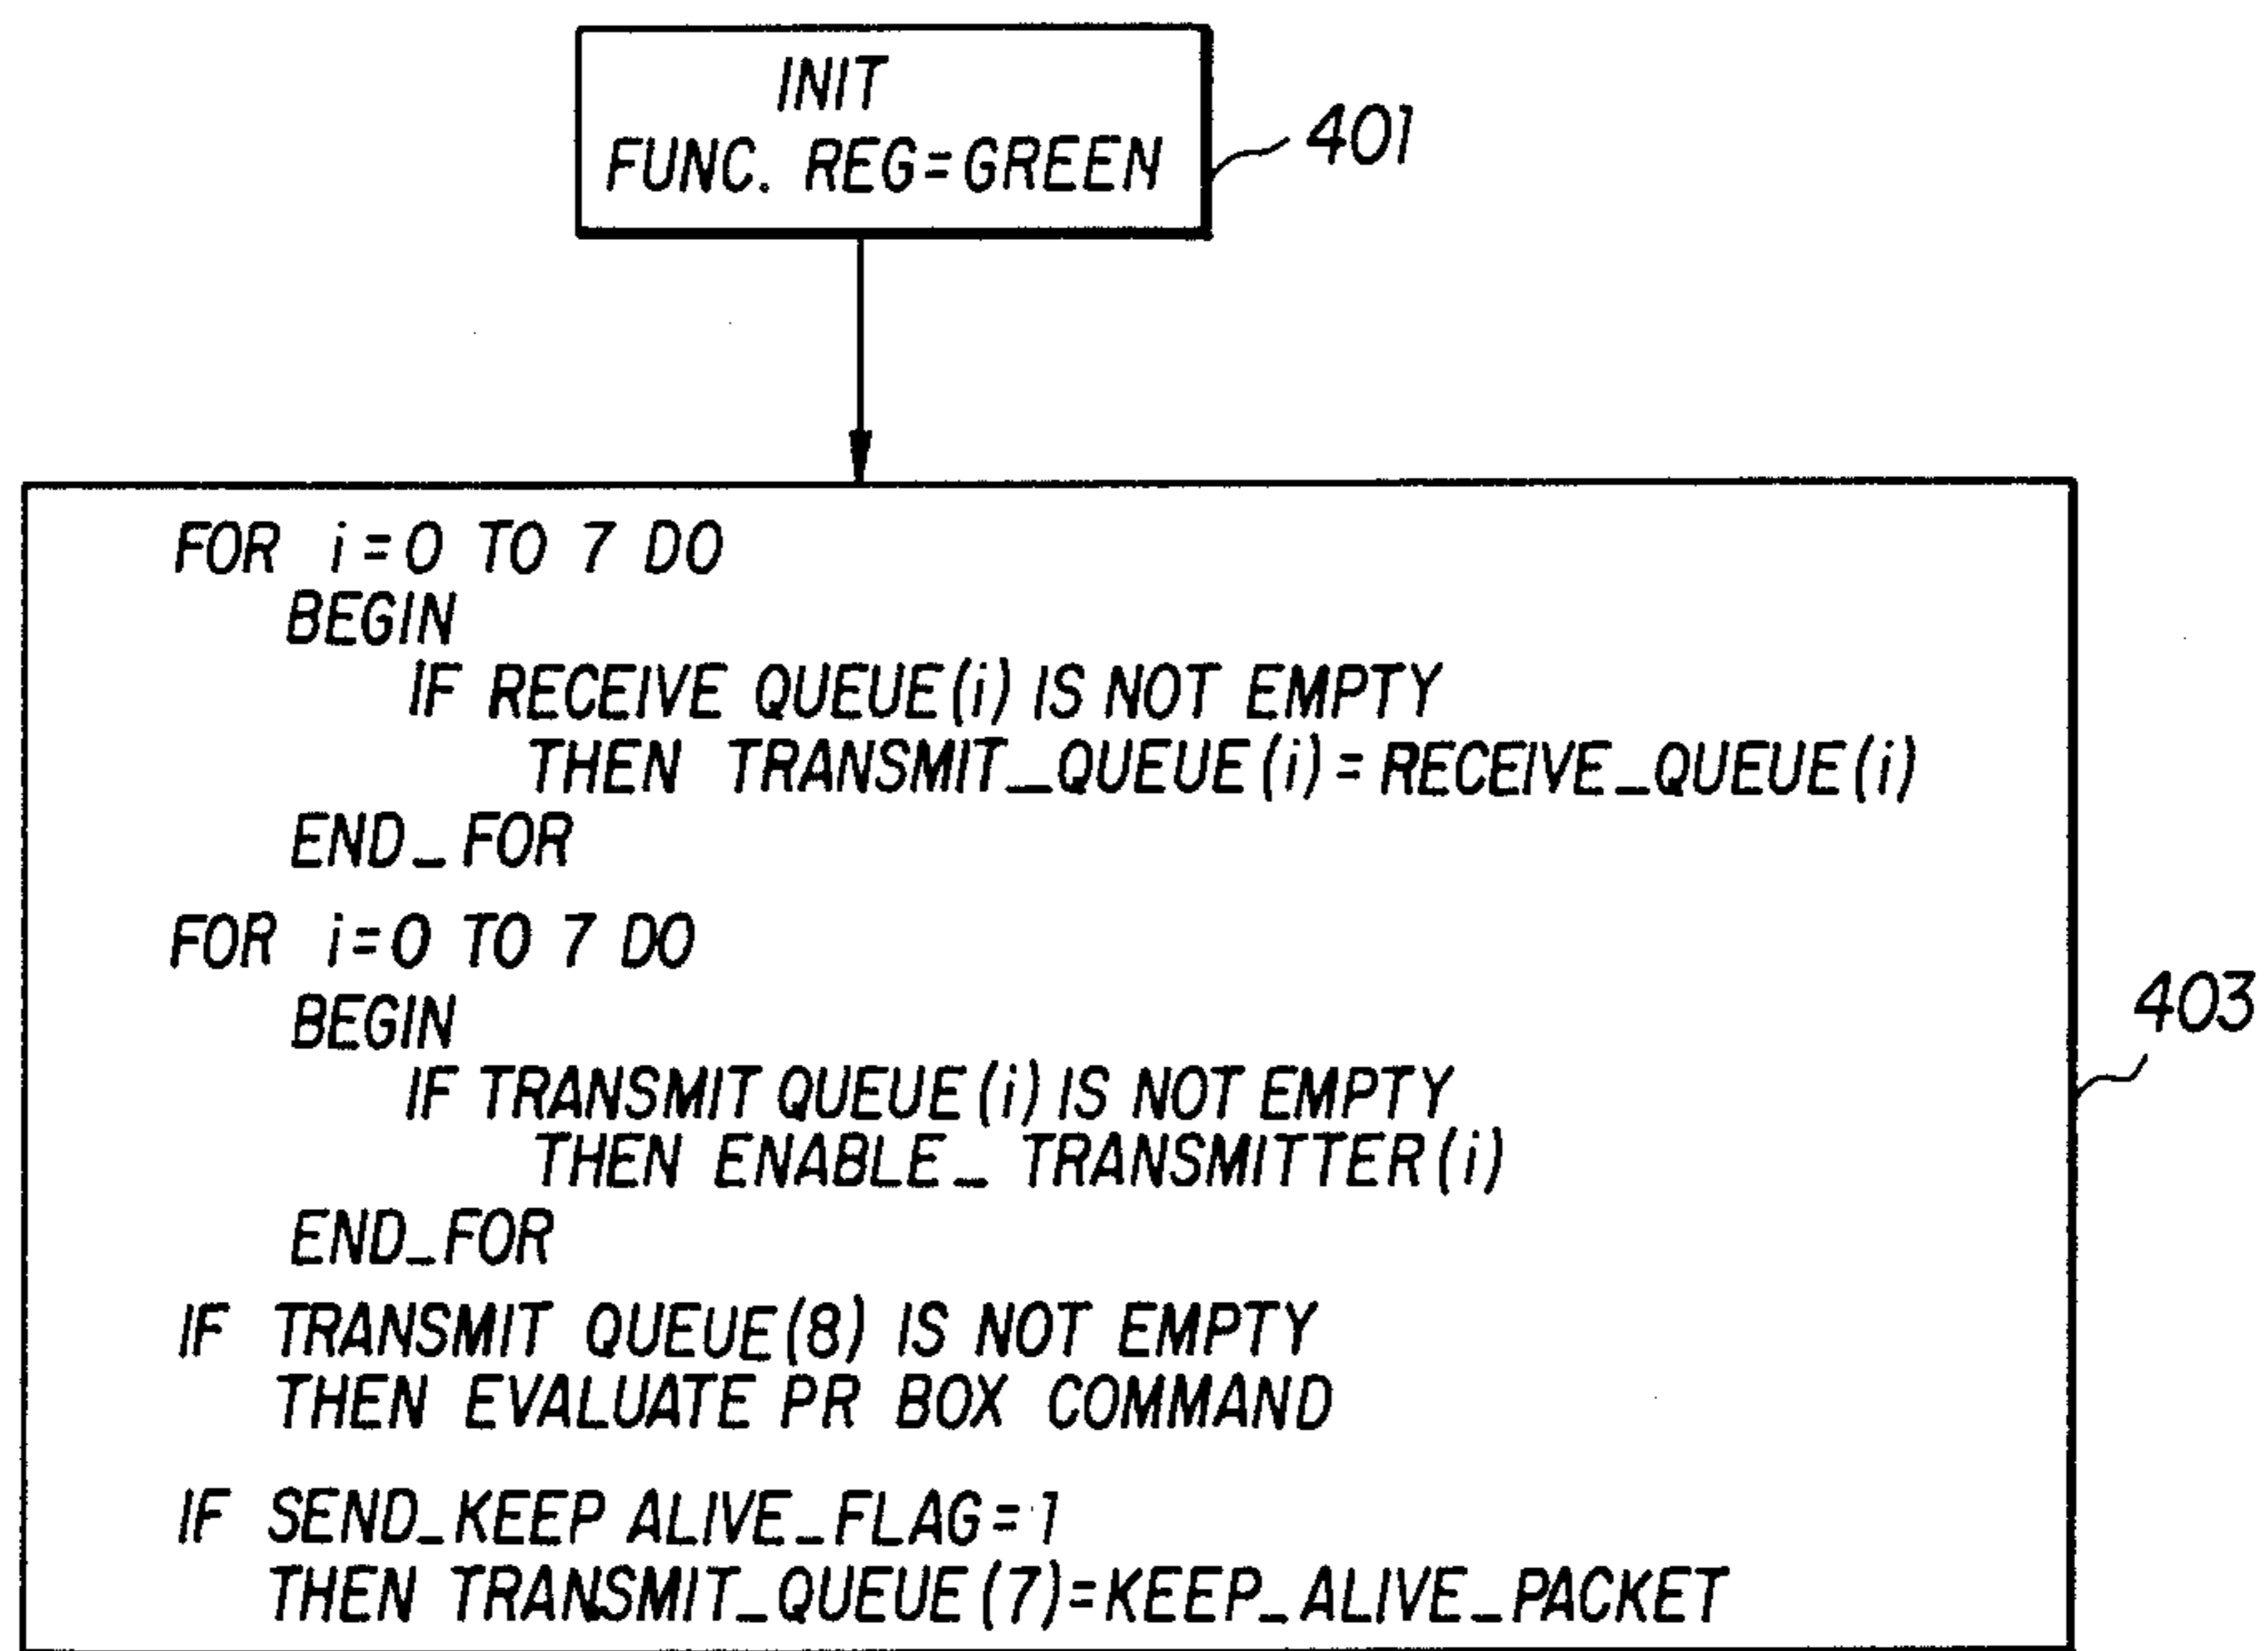 INIT
FUNC. REG=GREEN
401
FOR i=0 TO 7 DO
BEGIN
IF RECEIVE QUEUE(i) IS NOT EMPTY
THEN TRANSMIT_QUEUE(i)=RECEIVE_QUEUE(i)
END_FOR
FOR i=0 TO 7 DO
BEGIN
403
IF TRANSMIT QUEUE(i) IS NOT EMPTY
THEN ENABLE_ TRANSMITTER(i)
END_FOR
IF TRANSMIT QUEUE(8) IS NOT EMPTY
THEN EVALUATE PR BOX COMMAND
IF SEND_KEEP ALIVE_FLAG=1
THEN TRANSMIT_QUEUE(7)=KEEP_ALIVE_PACKET